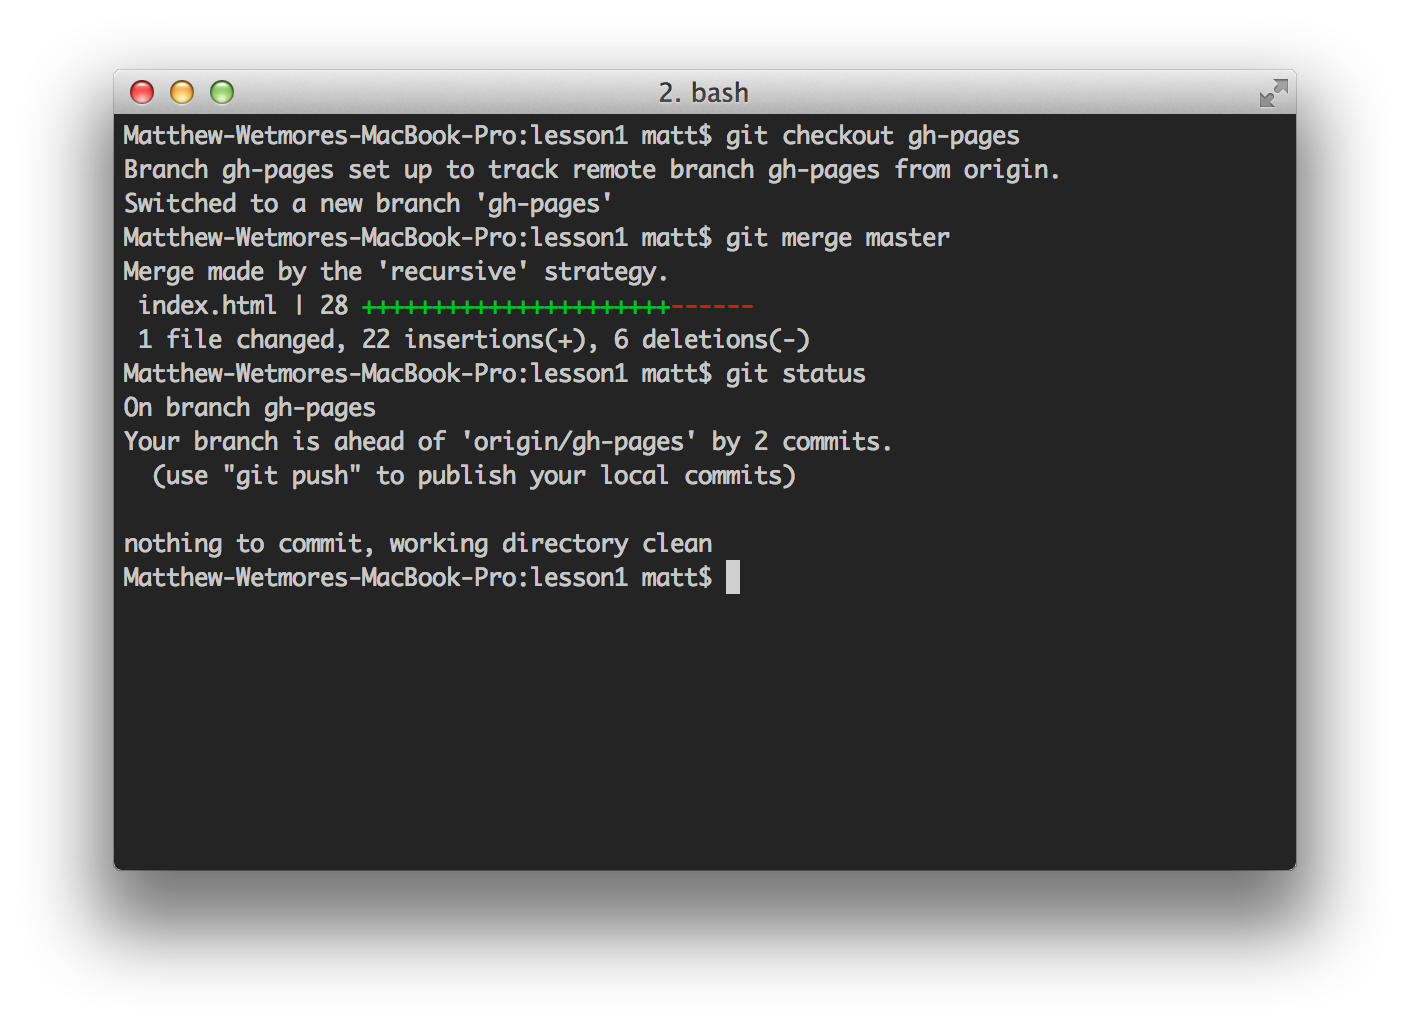 2. bash
Matthew-Wetmores-MacBook-Pro:lesson1 matt$ git checkout gh-pages
Branch gh-pages set up to track remote branch gh-pages from origin.
Switched to a new branch 'gh-pages'
Matthew-Wetmores-MacBook-Pro:lesson1 matt$ git merge master
Merge made by the 'recursive' strategy.
 index.html | 28 ++++++++++++++++++++++------
 1 file changed, 22 insertions(+), 6 deletions(-)
Matthew-Wetmores-MacBook-Pro:lesson1 matt$ git status
On branch gh-pages
Your branch is ahead of 'origin/gh-pages' by 2 commits.
  (use "git push" to publish your local commits)
nothing to commit, working directory clean
Matthew-Wetmores-MacBook-Pro:lesson1 matt$